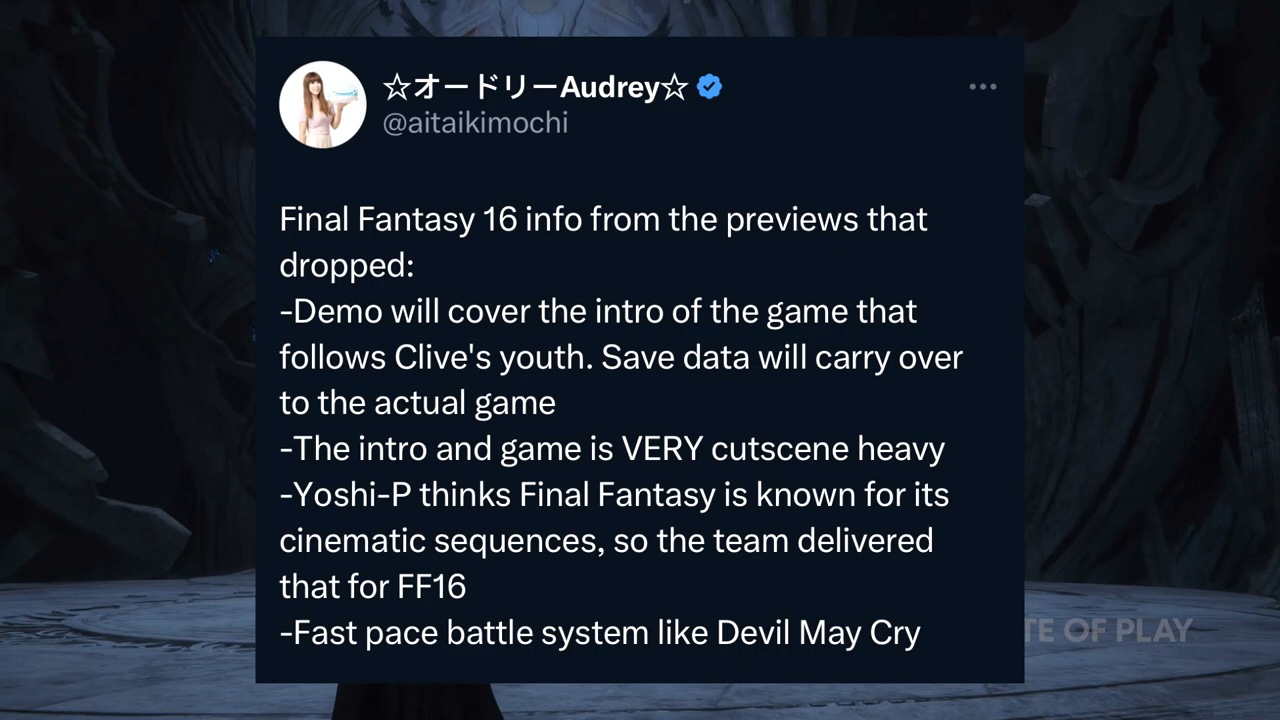 ☆オードリーAudrey☆
@aitaikimochi
Final Fantasy 16 info from the previews that
dropped:
-Demo will cover the intro of the game that
follows Clive's youth. Save data will carry over
to the actual game
-The intro and game is VERY cutscene heavy
-Yoshi-P thinks Final Fantasy is known for its
cinematic sequences, so the team delivered
that for FF16
-Fast pace battle system like Devil May Cry
TE OF PLAY